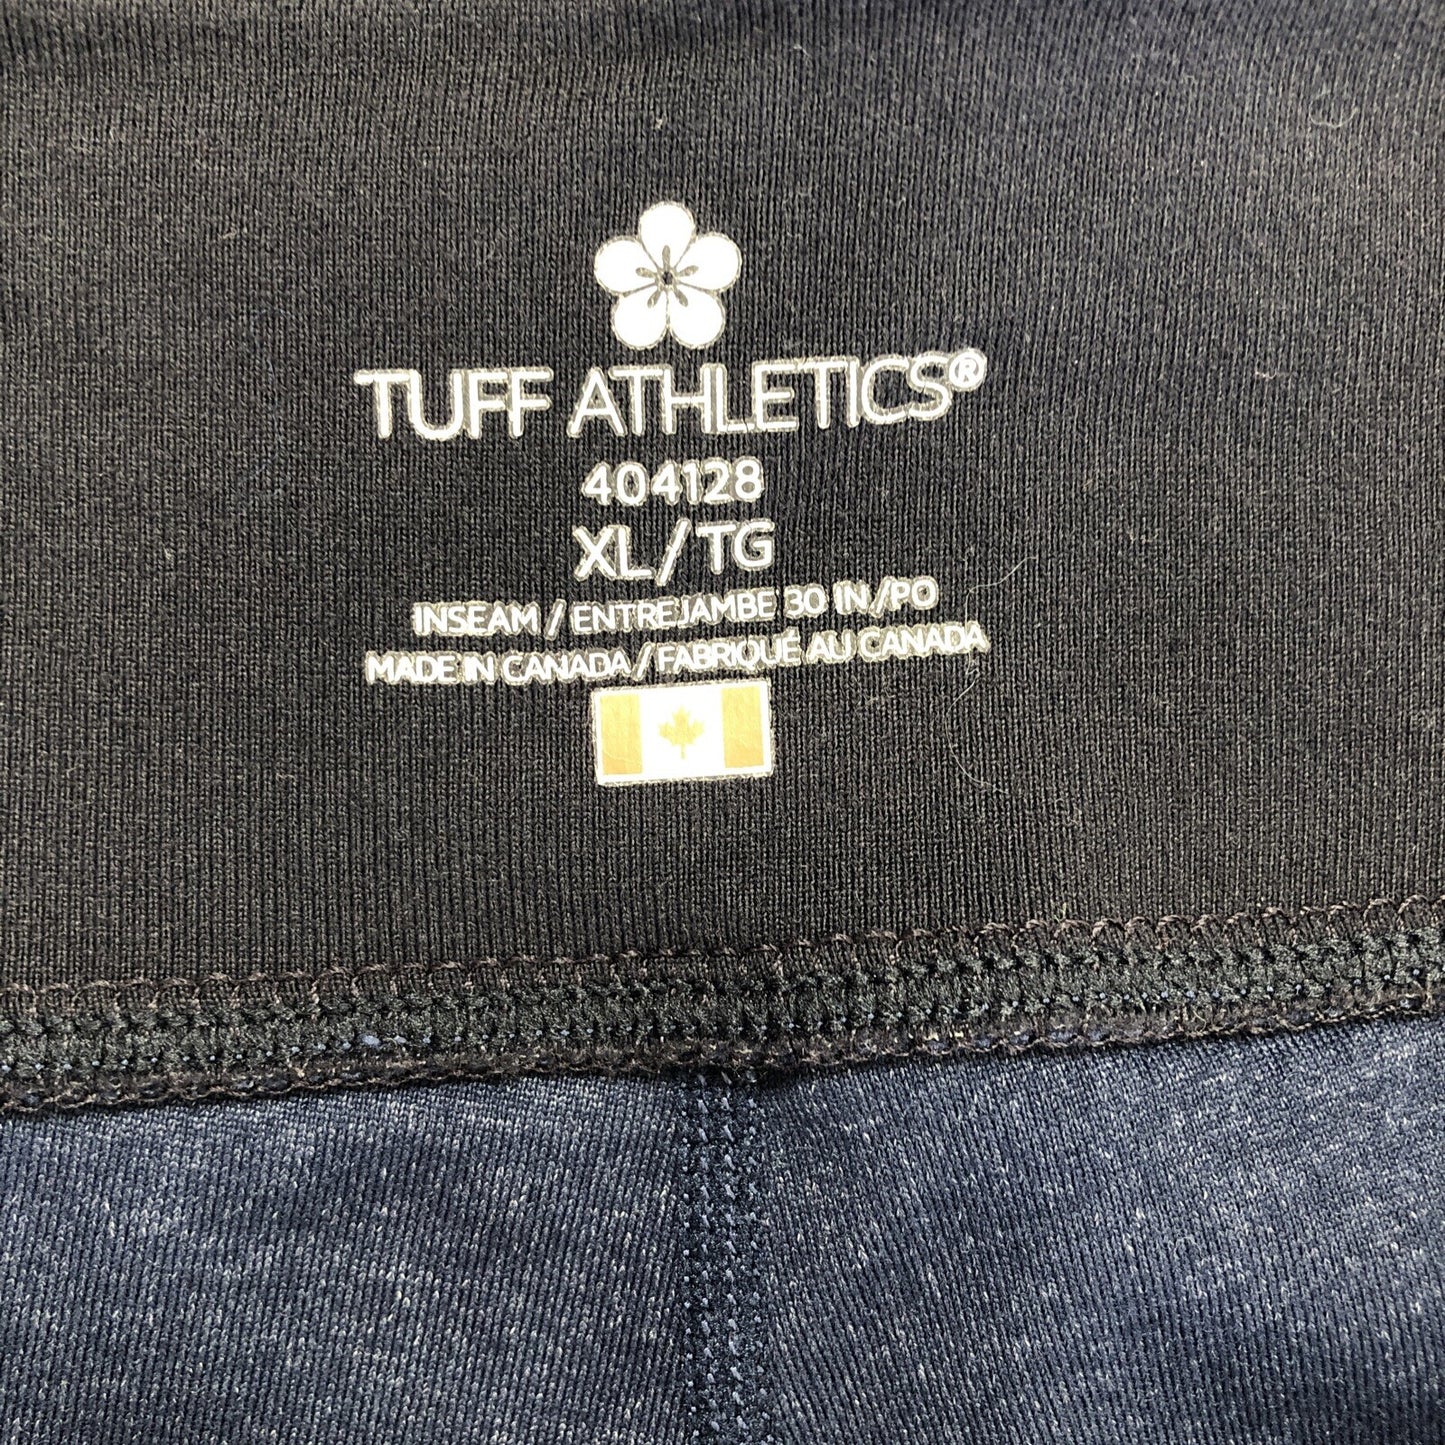 TUFF ATHLETICS®
404128
XL/TG
INSEAM / ENTREJAMBE 30 IN/PO
MADE IN CANADA / FABRIQUÉ AU CANADA